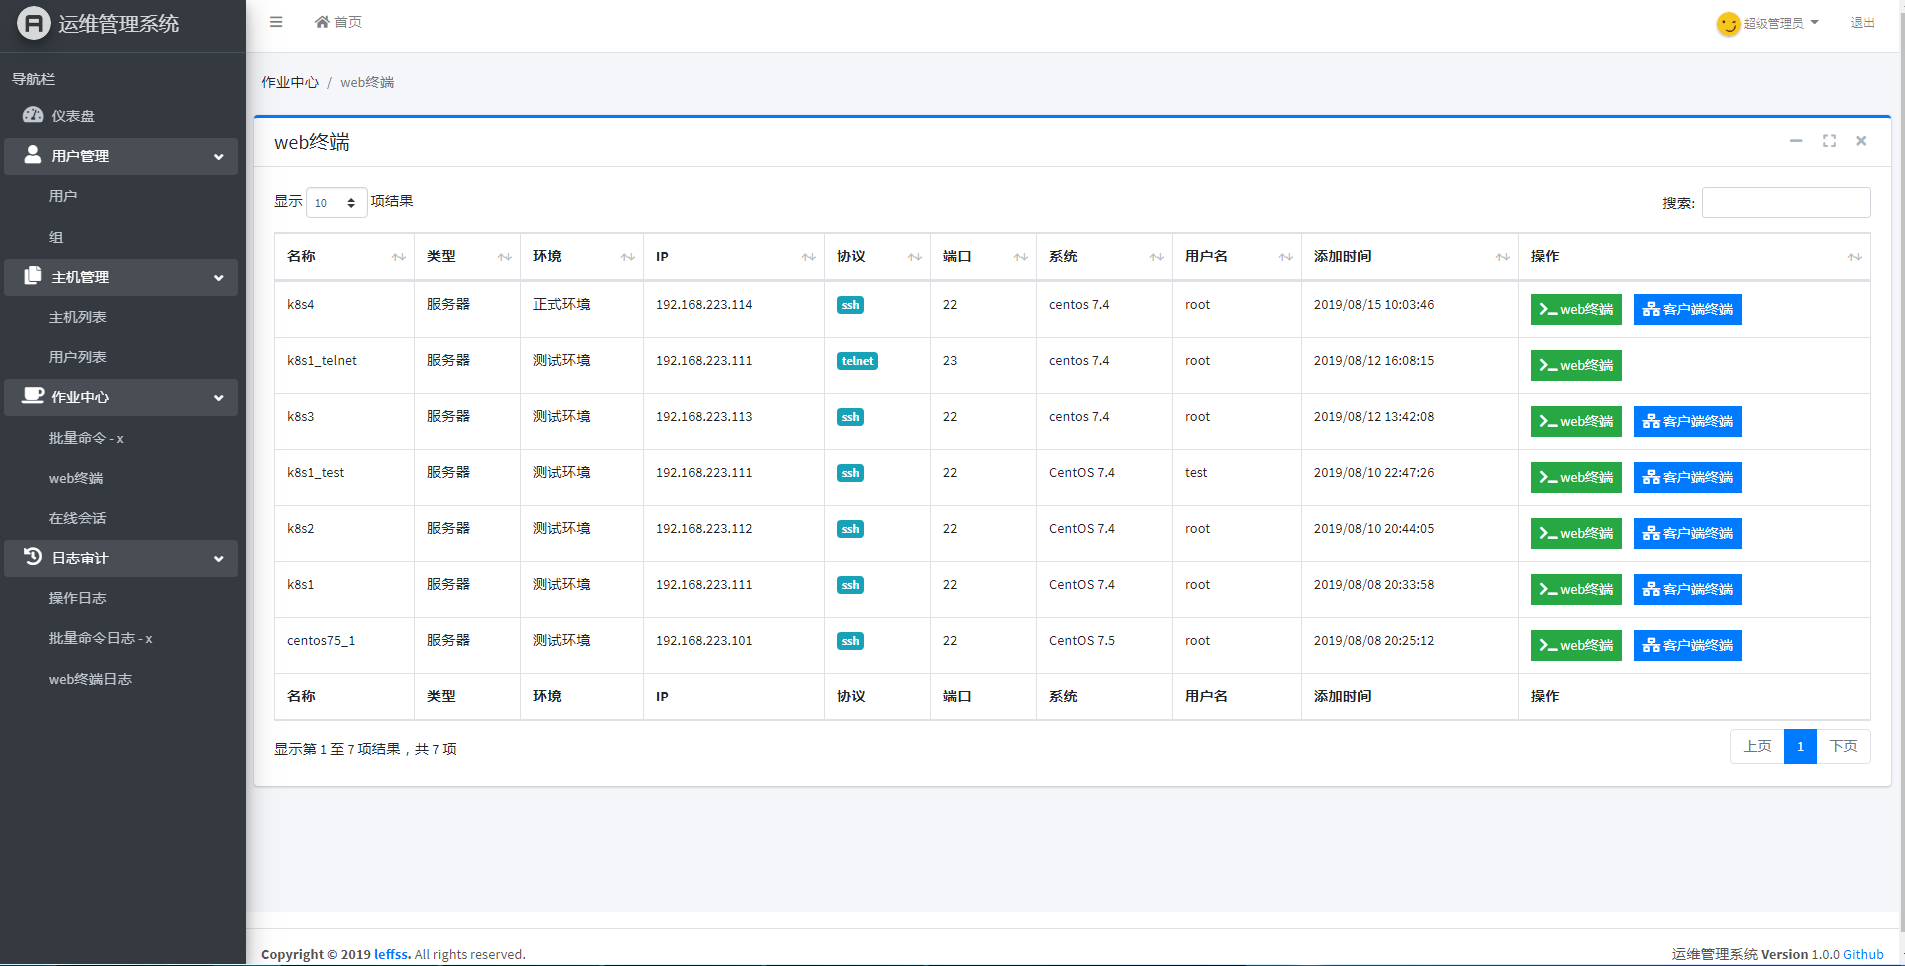 运维管理系统
首页
超级管理员
退出
导航栏
仪表盘
用户管理
用户
组
主机管理
主机列表
用户列表
作业中心
批量命令 - x
web终端
在线会话
日志审计
操作日志
批量命令日志 - x
web终端日志
作业中心 / web终端
web终端
显示 10 项结果
搜索:
名称 类型 环境 IP 协议 端口 系统 用户名 添加时间 操作
k8s4 服务器 正式环境 192.168.223.114 ssh 22 centos 7.4 root 2019/08/15 10:03:46 web终端 客户端终端
k8s1_telnet 服务器 测试环境 192.168.223.111 telnet 23 centos 7.4 root 2019/08/12 16:08:15 web终端
k8s3 服务器 测试环境 192.168.223.113 ssh 22 centos 7.4 root 2019/08/12 13:42:08 web终端 客户端终端
k8s1_test 服务器 测试环境 192.168.223.111 ssh 22 CentOS 7.4 test 2019/08/10 22:47:26 web终端 客户端终端
k8s2 服务器 测试环境 192.168.223.112 ssh 22 CentOS 7.4 root 2019/08/10 20:44:05 web终端 客户端终端
k8s1 服务器 测试环境 192.168.223.111 ssh 22 CentOS 7.4 root 2019/08/08 20:33:58 web终端 客户端终端
centos75_1 服务器 测试环境 192.168.223.101 ssh 22 CentOS 7.5 root 2019/08/08 20:25:12 web终端 客户端终端
名称 类型 环境 IP 协议 端口 系统 用户名 添加时间 操作
显示第 1 至 7 项结果，共 7 项
上页 1 下页
Copyright © 2019 leffss. All rights reserved.
运维管理系统 Version 1.0.0 Github